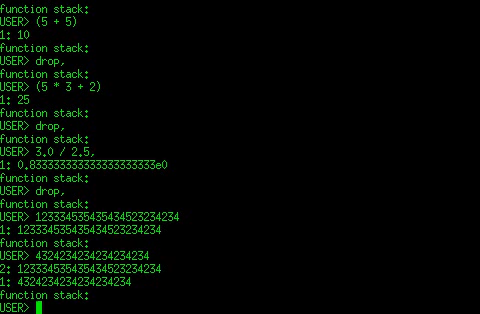 function stack:
USER> (5 + 5)
1: 10
function stack:
USER> drop,
function stack:
USER> (5 * 3 + 2)
1: 25
function stack:
USER> drop,
function stack:
USER> 3.0 / 2.5,
1: 0.83333333333333333333333e0
function stack:
USER> drop,
function stack:
USER> 123334535435434523234234
1: 123334535435434523234234
function stack:
USER> 4324234234234234234
2: 123334535435434523234234
1: 4324234234234234234
function stack:
USER>